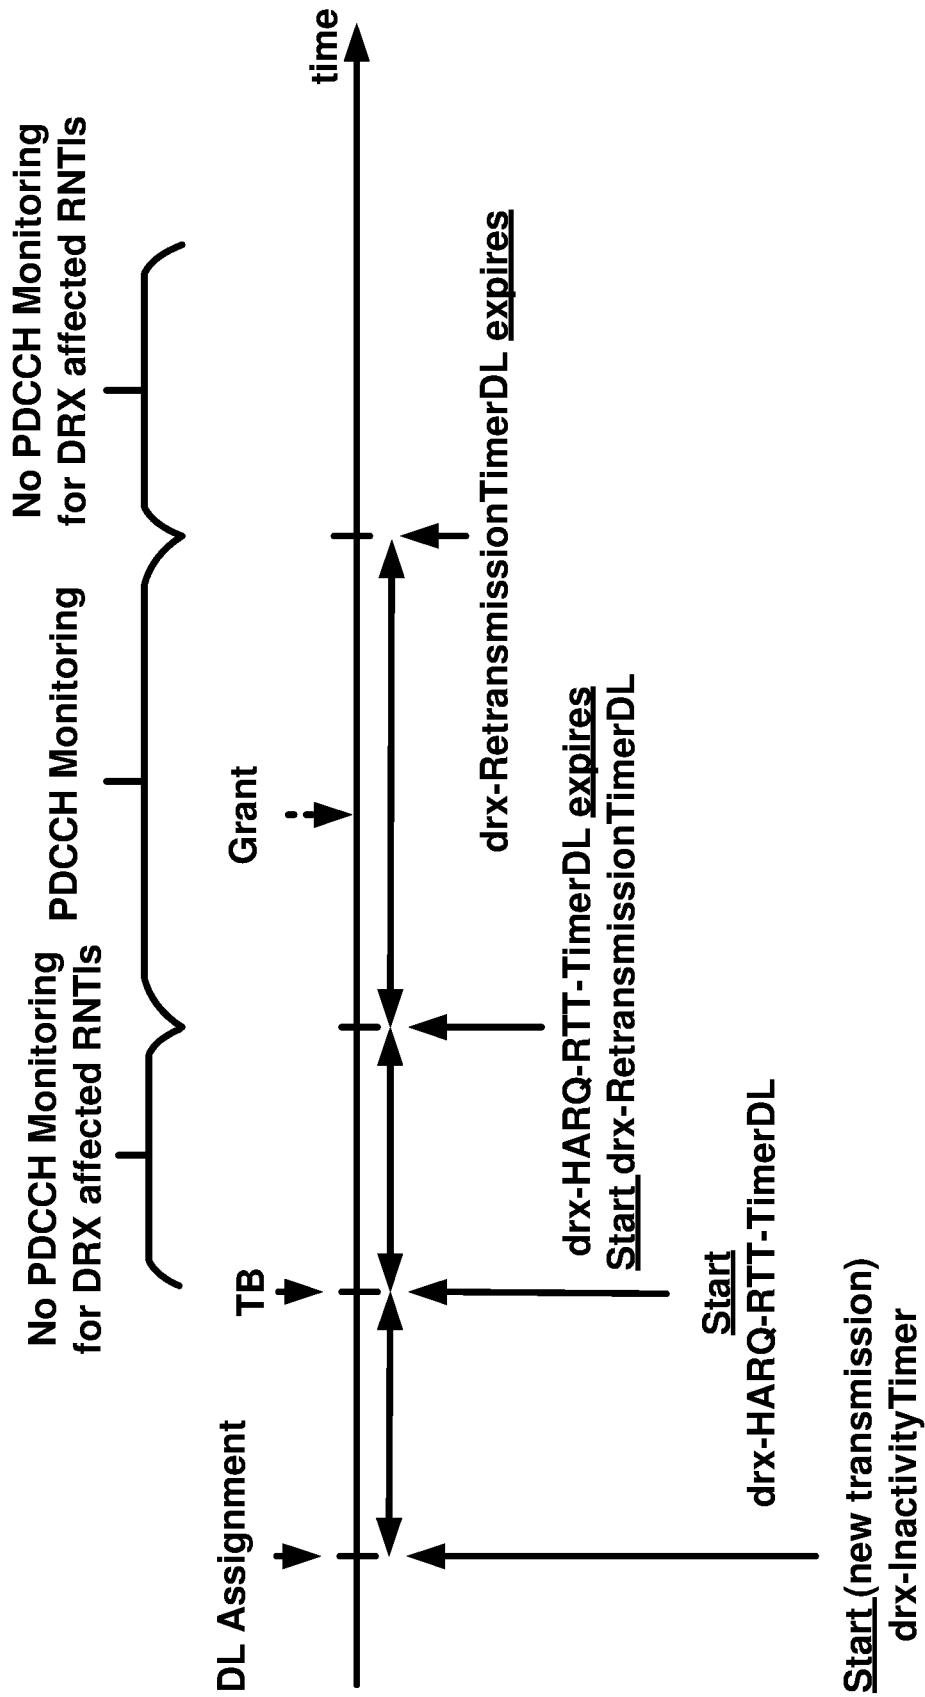 No PDCCH Monitoring
for DRX affected RNTIs
PDCCH Monitoring
No PDCCH Monitoring
for DRX affected RNTIs
DL Assignment
TB
Grant
time
drx-RetransmissionTimerDL expires
drx-HARQ-RTT-TimerDL expires
Start drx-RetransmissionTimerDL
Start
drx-HARQ-RTT-TimerDL
Start (new transmission)
drx-InactivityTimer